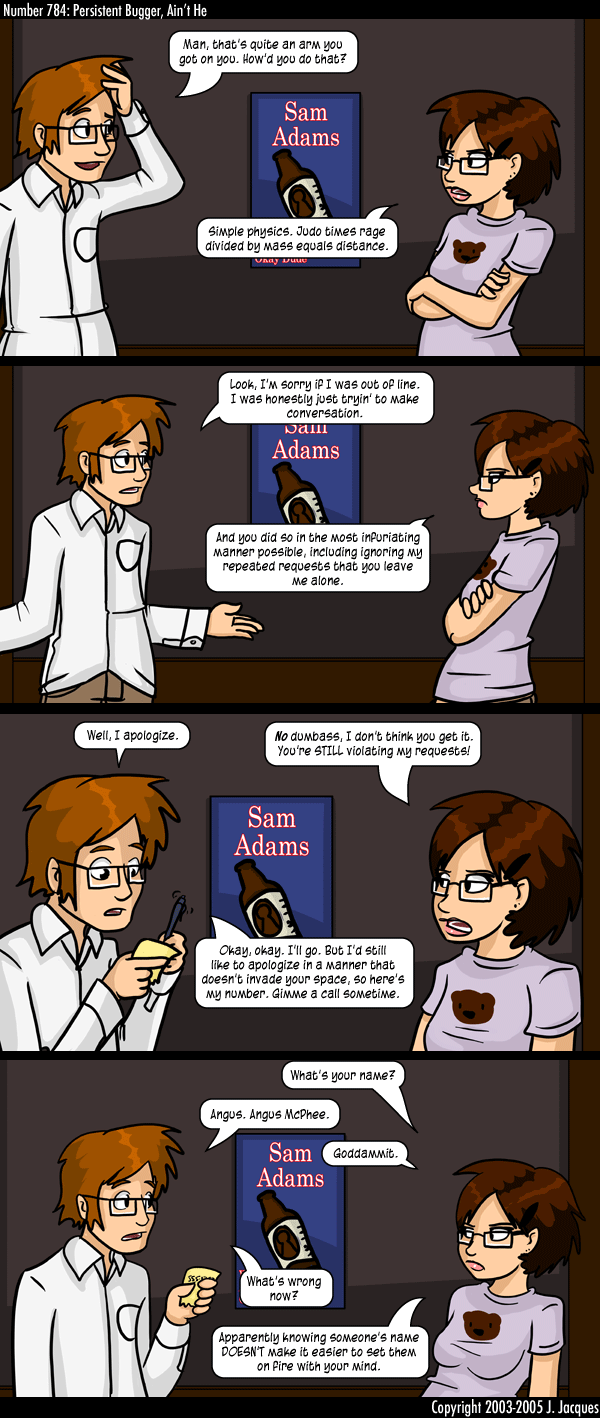 Number 784: Persistent Bugger, Ain't He
Man, that's quite an arm you
got on you. How'd you do that?
Sam
Adams
Simple physics. Judo times rage
divided by mass equals distance.
Okay Dude
Look, I'm sorry if I was out of line.
I was honestly just tryin' to make
conversation.
Sam
Adams
And you did so in the most infuriating
manner possible, including ignoring my
repeated requests that you leave
me alone.
Well, I apologize.
No dumbass, I don't think you get it.
You're STILL violating my requests!
Sam
Adams
Okay, okay. I'll go. But I'd still
like to apologize in a manner that
doesn't invade your space, so here's
my number. Gimme a call sometime.
What's your name?
Angus. Angus McPhee.
Sam
Adams
Goddammit.
What's wrong
now?
Apparently knowing someone's name
DOESN'T make it easier to set them
on fire with your mind.
Copyright 2003-2005 J. Jacques